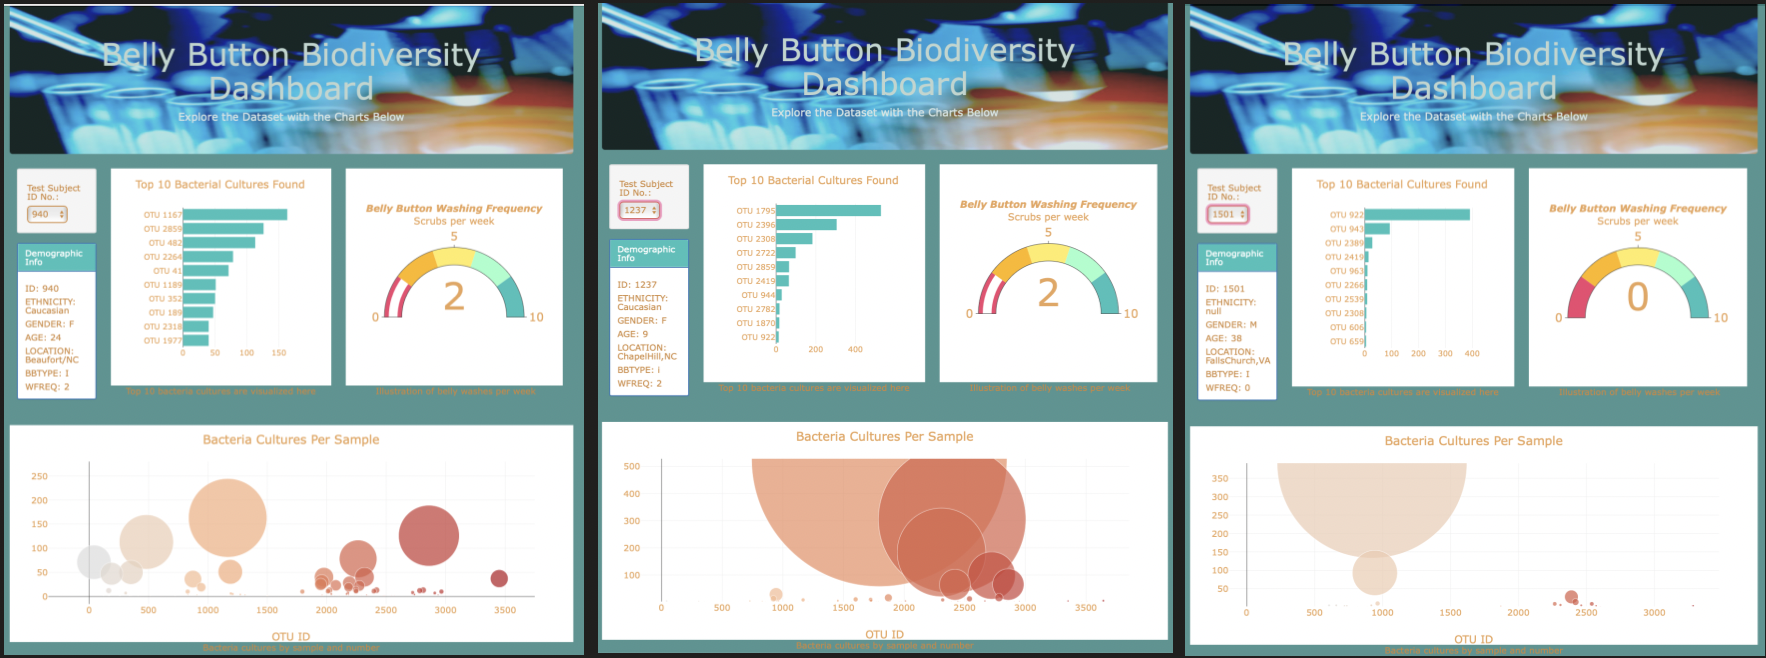 Belly Button Biodiversity
Dashboard
Explore the Dataset with the Charts Below
Test Subject
ID No.:
940
Demographic
Info
ID: 940
ETHNICITY:
Caucasian
GENDER: F
AGE: 24
LOCATION:
Beaufort/NC
BBTYPE: I
WFREQ: 2
Top 10 Bacterial Cultures Found
OTU 1167
OTU 2859
OTU 482
OTU 2264
OTU 41
OTU 1189
OTU 352
OTU 189
OTU 2318
OTU 1977
0 50 100 150
Top 10 bacteria cultures are visualized here
Belly Button Washing Frequency
Scrubs per week
5
2
0 10
Illustration of belly washes per week
Bacteria Cultures Per Sample
250
200
150
100
50
0
0 500 1000 1500 2000 2500 3000 3500
OTU ID
Bacteria cultures by sample and number
Belly Button Biodiversity
Dashboard
Explore the Dataset with the Charts Below
Test Subject
ID No.:
1237
Demographic
Info
ID: 1237
ETHNICITY:
Caucasian
GENDER: F
AGE: 9
LOCATION:
ChapelHill,NC
BBTYPE: i
WFREQ: 2
Top 10 Bacterial Cultures Found
OTU 1795
OTU 2396
OTU 2308
OTU 2722
OTU 2859
OTU 2419
OTU 944
OTU 2782
OTU 1870
OTU 922
0 200 400
Top 10 bacteria cultures are visualized here
Belly Button Washing Frequency
Scrubs per week
5
2
0 10
Illustration of belly washes per week
Bacteria Cultures Per Sample
500
400
300
200
100
0 500 1000 1500 2000 2500 3000 3500
OTU ID
Bacteria cultures by sample and number
Belly Button Biodiversity
Dashboard
Explore the Dataset with the Charts Below
Test Subject
ID No.:
1501
Demographic
Info
ID: 1501
ETHNICITY:
null
GENDER: M
AGE: 38
LOCATION:
FallsChurch,VA
BBTYPE: I
WFREQ: 0
Top 10 Bacterial Cultures Found
OTU 922
OTU 943
OTU 2389
OTU 2419
OTU 963
OTU 2266
OTU 2539
OTU 2308
OTU 606
OTU 659
0 100 200 300 400
Top 10 bacteria cultures are visualized here
Belly Button Washing Frequency
Scrubs per week
5
0
0 10
Illustration of belly washes per week
Bacteria Cultures Per Sample
350
300
250
200
150
100
50
0 500 1000 1500 2000 2500 3000
OTU ID
Bacteria cultures by sample and number